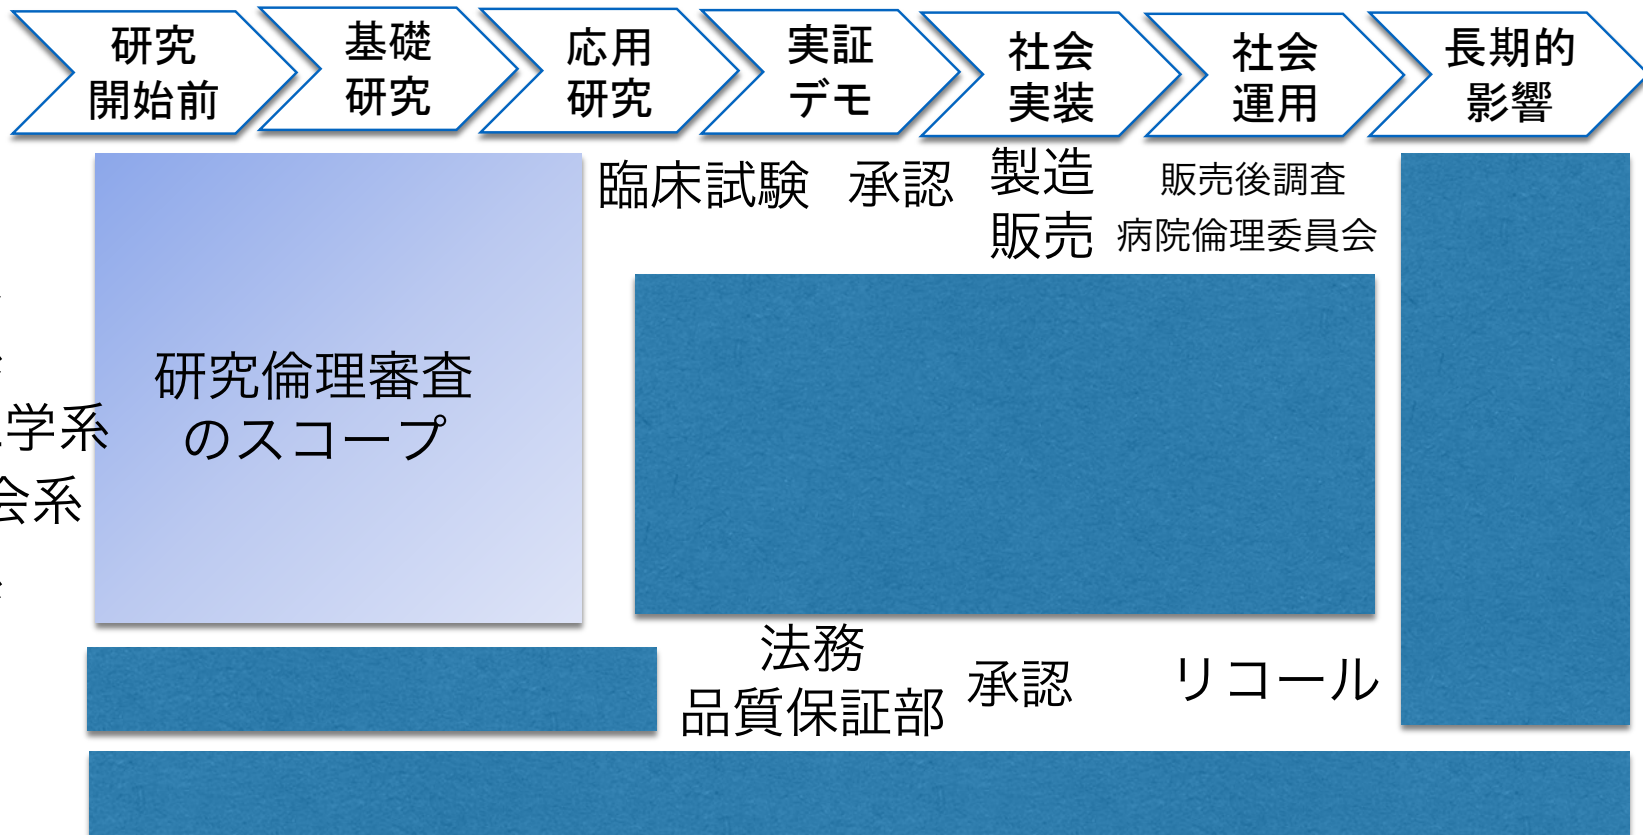 研究
開始前
基礎
研究
応用
研究
実証
デモ
社会
実装
社会
運用
長期的
影響
臨床試験
承認
製造
販売
販売後調査
病院倫理委員会
研究倫理審査
のスコープ
学系
会系
法務
品質保証部
承認
リコール